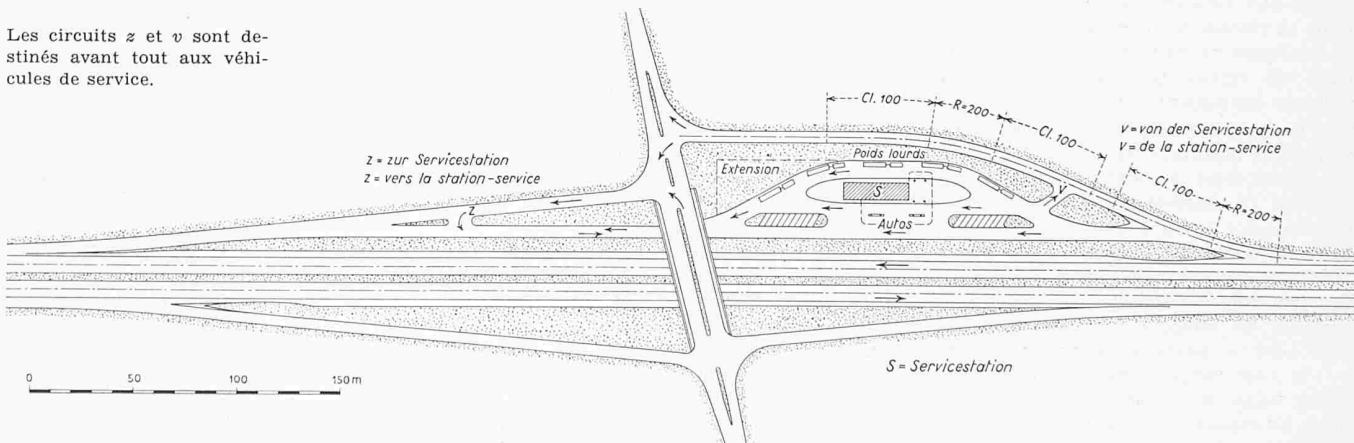 Les circuits z et v sont de-
stinés avant tout aux véhi-
cules de service.
z = zur Servicestation
z = vers la station-service
Cl. 100
R=200
Cl. 100
v = von der Servicestation
v = de la station-service
Cl. 100
R=200
Extension
Poids lourds
S
v
z
Autos
S = Servicestation
0
50
100
150 m